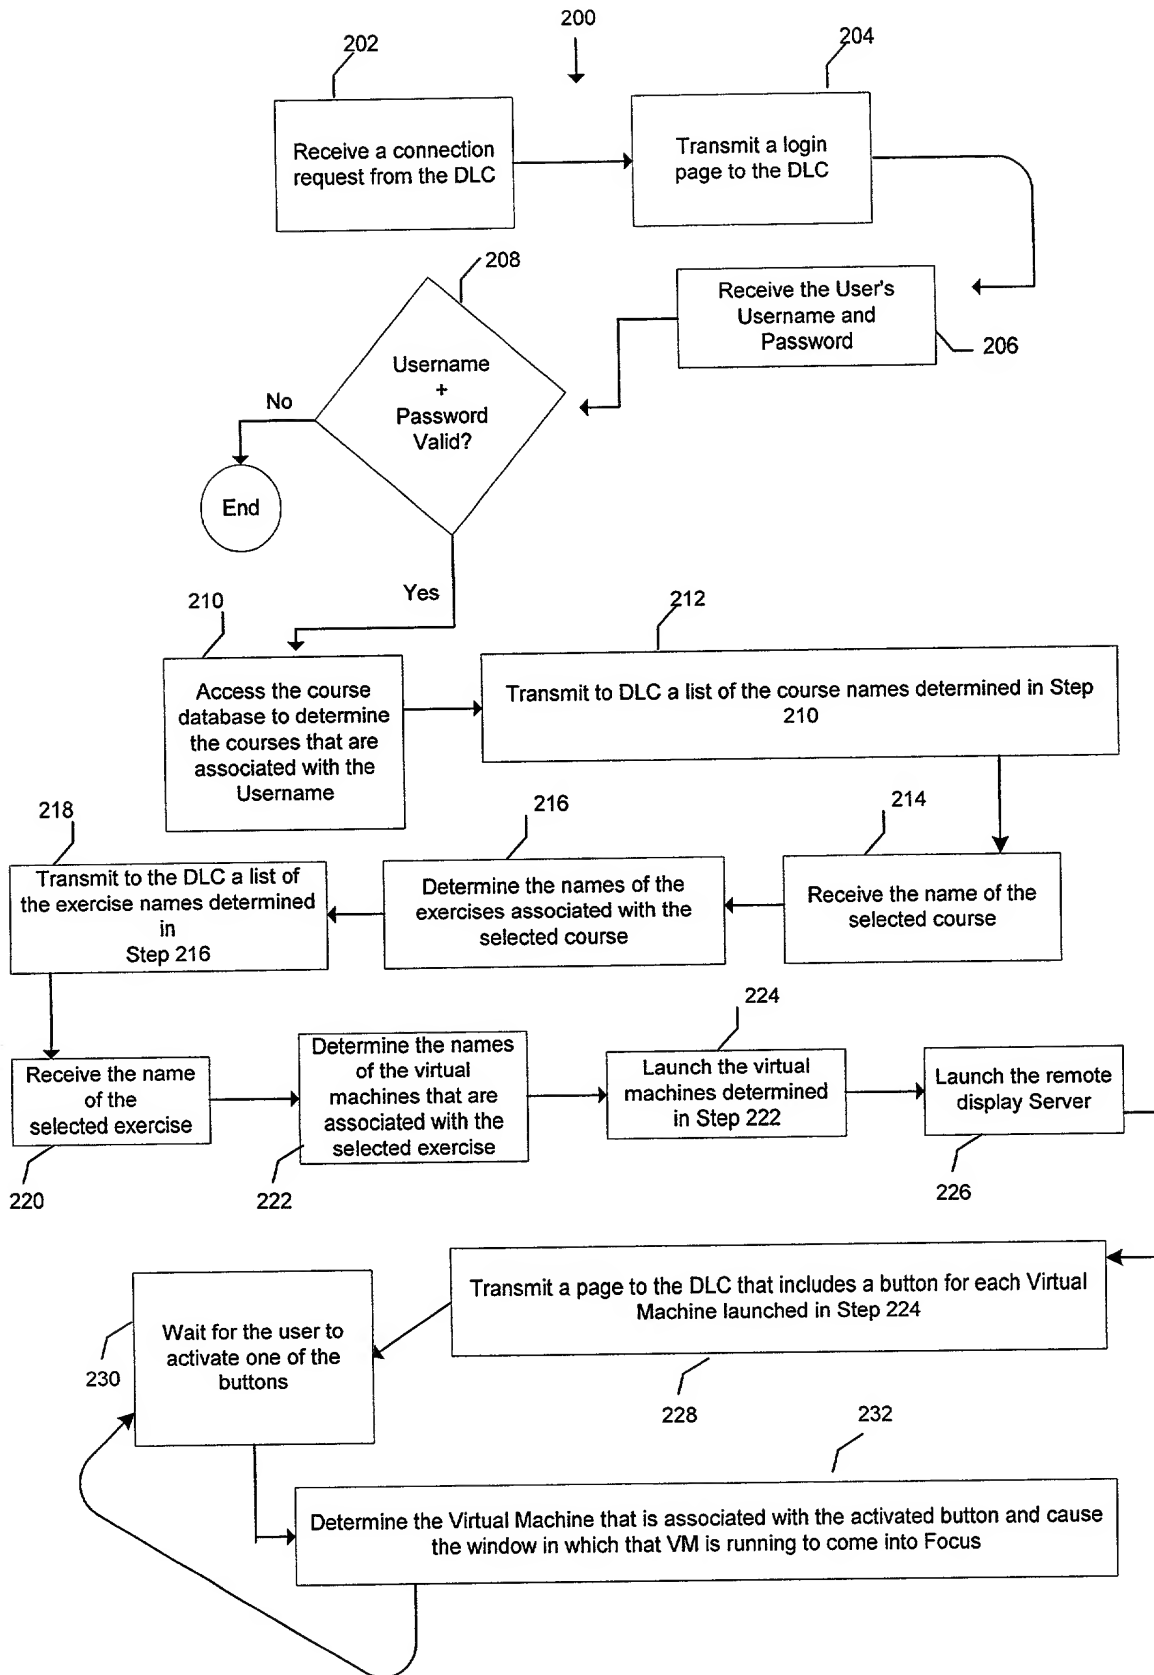 200
202
204
Receive a connection
request from the DLC
Transmit a login
page to the DLC
208
Receive the User's
Username and
Password
206
Username
+
Password
Valid?
No
End
Yes
210
212
Access the course
database to determine
the courses that are
associated with the
Username
Transmit to DLC a list of the course names determined in Step
210
218
216
214
Transmit to the DLC a list of
the exercise names determined
in
Step 216
Determine the names of the
exercises associated with the
selected course
Receive the name of the
selected course
224
Receive the name
of the
selected exercise
Determine the names
of the virtual
machines that are
associated with the
selected exercise
Launch the virtual
machines determined
in Step 222
Launch the remote
display Server
220
222
226
Transmit a page to the DLC that includes a button for each Virtual
Machine launched in Step 224
Wait for the user to
activate one of the
buttons
230
228
232
Determine the Virtual Machine that is associated with the activated button and cause
the window in which that VM is running to come into Focus